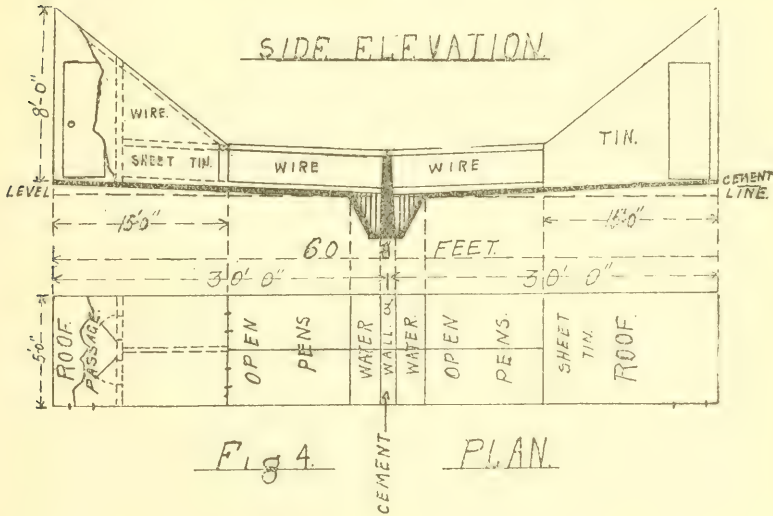 SIDE ELEVATION.
8'-0"
WIRE.
SHEET TIN.
WIRE
WIRE
TIN.
LEVEL
CEMENT
LINE.
15'0"
15'0"
60 FEET.
30'-0"
30'-0"
5'0"
ROOF.
PASSAGE.
OPEN PENS
WATER
WALL.
WATER.
OPEN PENS.
SHEET
TIN.
ROOF.
Fig 4.
CEMENT
PLAN.